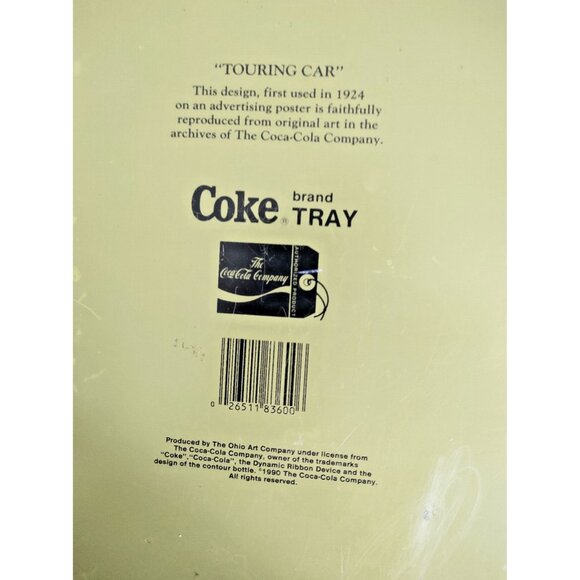 "TOURING CAR"
This design, first used in 1924
on an advertising poster is faithfully
reproduced from original art in the
archives of The Coca-Cola Company.
Coke® brand TRAY
The
Coca-Cola Company
AUTHORIZED PRODUCT
0 26511 83600
Produced by The Ohio Art Company under license from
The Coca-Cola Company, owner of the trademarks
"Coke", "Coca-Cola", the Dynamic Ribbon Device and the
design of the contour bottle. ©1990 The Coca-Cola Company.
All rights reserved.